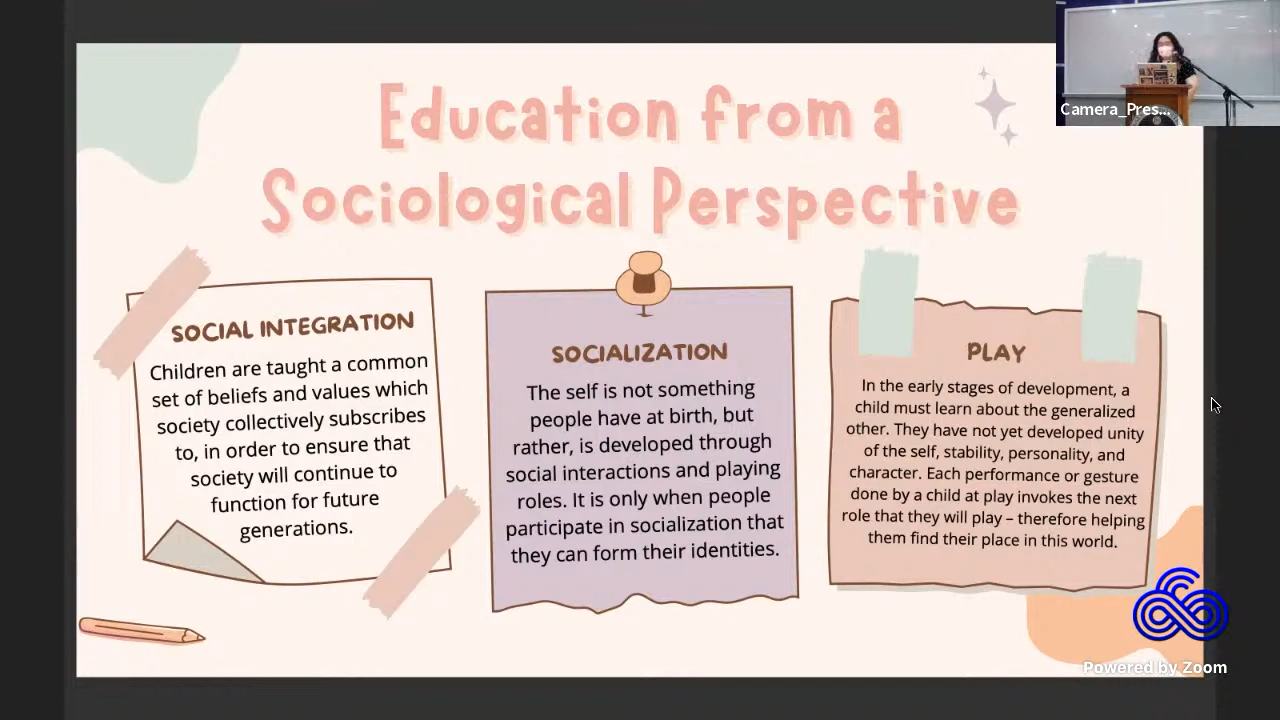 Education from a
Sociological Perspective
Camera_Pres...
SOCIAL INTEGRATION
Children are taught a common
set of beliefs and values which
society collectively subscribes
to, in order to ensure that
society will continue to
function for future
generations.
SOCIALIZATION
The self is not something
people have at birth, but
rather, is developed through
social interactions and playing
roles. It is only when people
participate in socialization that
they can form their identities.
PLAY
In the early stages of development, a
child must learn about the generalized
other. They have not yet developed unity
of the self, stability, personality, and
character. Each performance or gesture
done by a child at play invokes the next
role that they will play – therefore helping
them find their place in this world.
Powered by Zoom